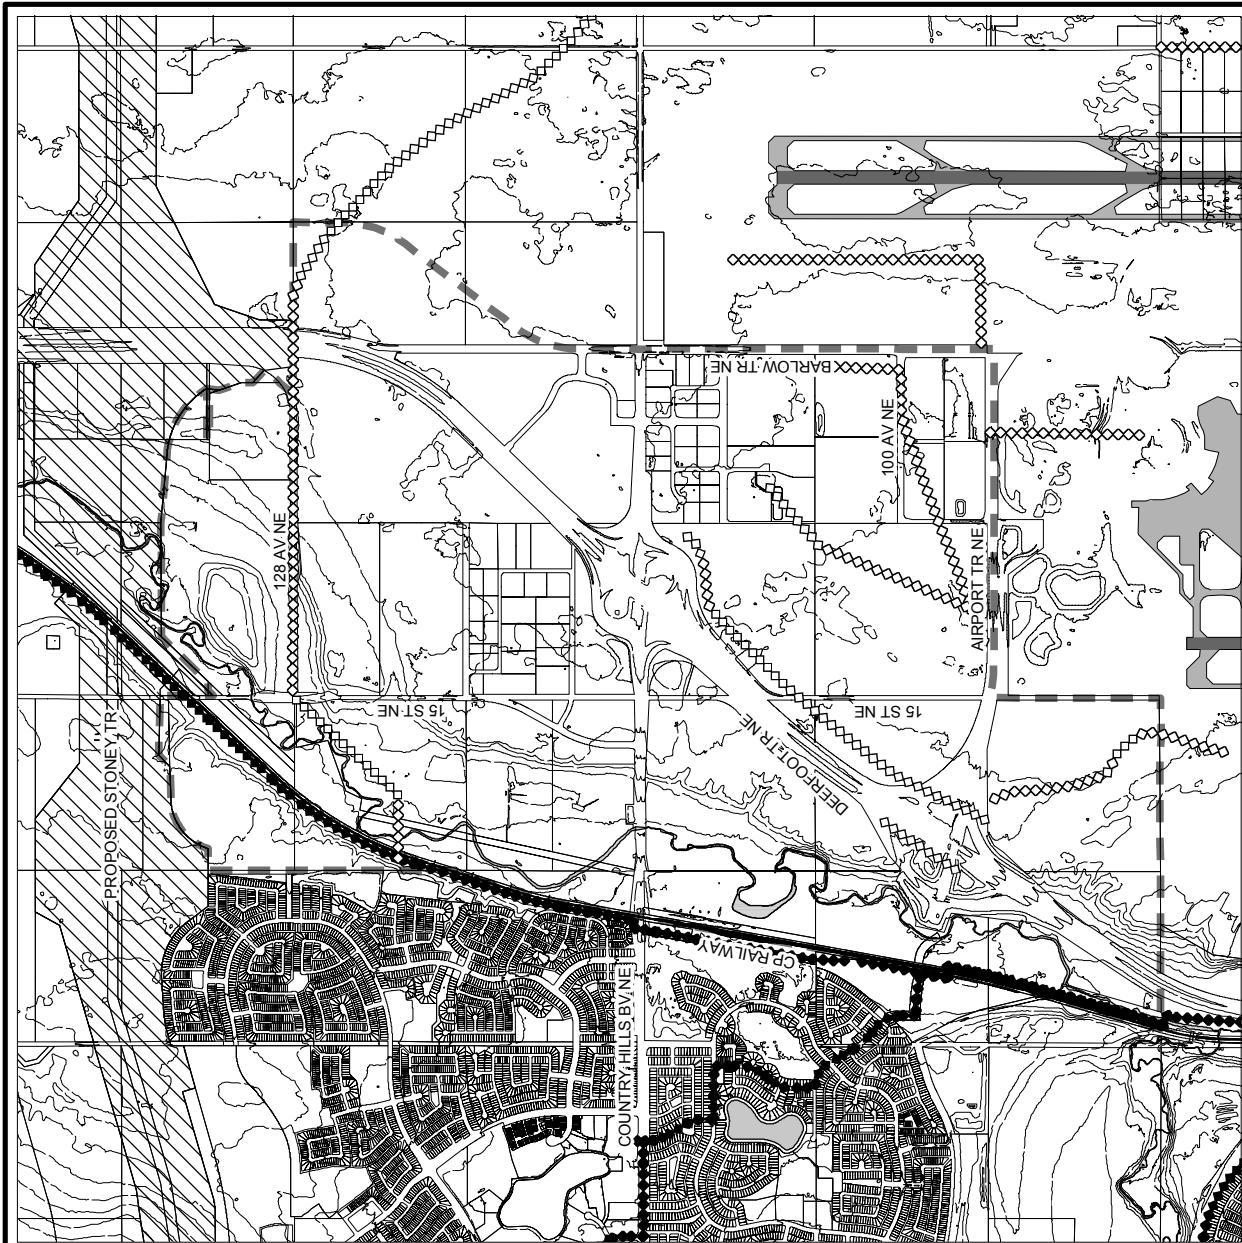 BARLOW TR NE
100 AV NE
128 AV NE
AIRPORT TR NE
15 ST NE
15 ST NE
DEERFOOT TR NE
PROPOSED STONEY TR
CP RAILWAY
COUNTRY HILLS BV NE